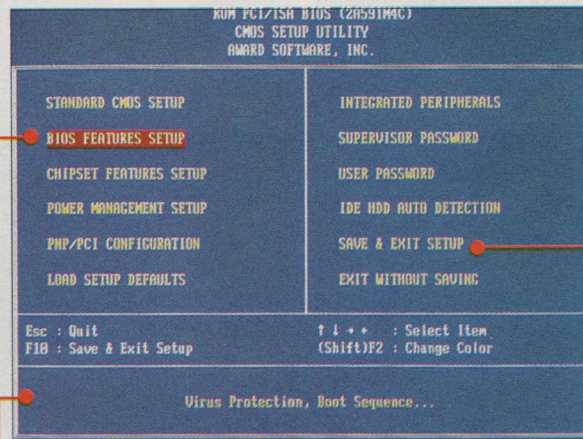 ROM PCI/ISA BIOS (2A591M4C)
CMOS SETUP UTILITY
AWARD SOFTWARE, INC.
STANDARD CMOS SETUP
BIOS FEATURES SETUP
CHIPSET FEATURES SETUP
POWER MANAGEMENT SETUP
PNP/PCI CONFIGURATION
LOAD SETUP DEFAULTS
INTEGRATED PERIPHERALS
SUPERVISOR PASSWORD
USER PASSWORD
IDE HDD AUTO DETECTION
SAVE & EXIT SETUP
EXIT WITHOUT SAVING
Esc : Quit
F10 : Save & Exit Setup
↑ ↓ → ← : Select Item
(Shift)F2 : Change Color
Virus Protection, Boot Sequence...